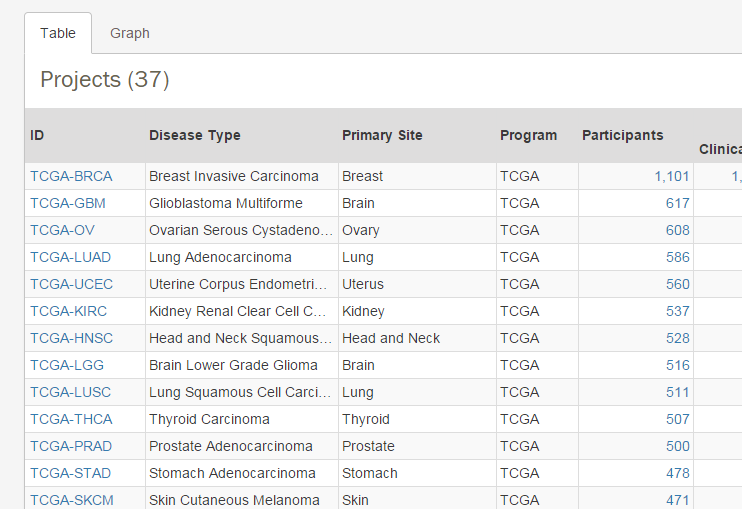 Table Graph
Projects (37)
ID Disease Type Primary Site Program Participants Clinica
TCGA-BRCA Breast Invasive Carcinoma Breast TCGA 1,101 1,
TCGA-GBM Glioblastoma Multiforme Brain TCGA 617
TCGA-OV Ovarian Serous Cystadeno... Ovary TCGA 608
TCGA-LUAD Lung Adenocarcinoma Lung TCGA 586
TCGA-UCEC Uterine Corpus Endometri... Uterus TCGA 560
TCGA-KIRC Kidney Renal Clear Cell C... Kidney TCGA 537
TCGA-HNSC Head and Neck Squamous... Head and Neck TCGA 528
TCGA-LGG Brain Lower Grade Glioma Brain TCGA 516
TCGA-LUSC Lung Squamous Cell Carci... Lung TCGA 511
TCGA-THCA Thyroid Carcinoma Thyroid TCGA 507
TCGA-PRAD Prostate Adenocarcinoma Prostate TCGA 500
TCGA-STAD Stomach Adenocarcinoma Stomach TCGA 478
TCGA-SKCM Skin Cutaneous Melanoma Skin TCGA 471